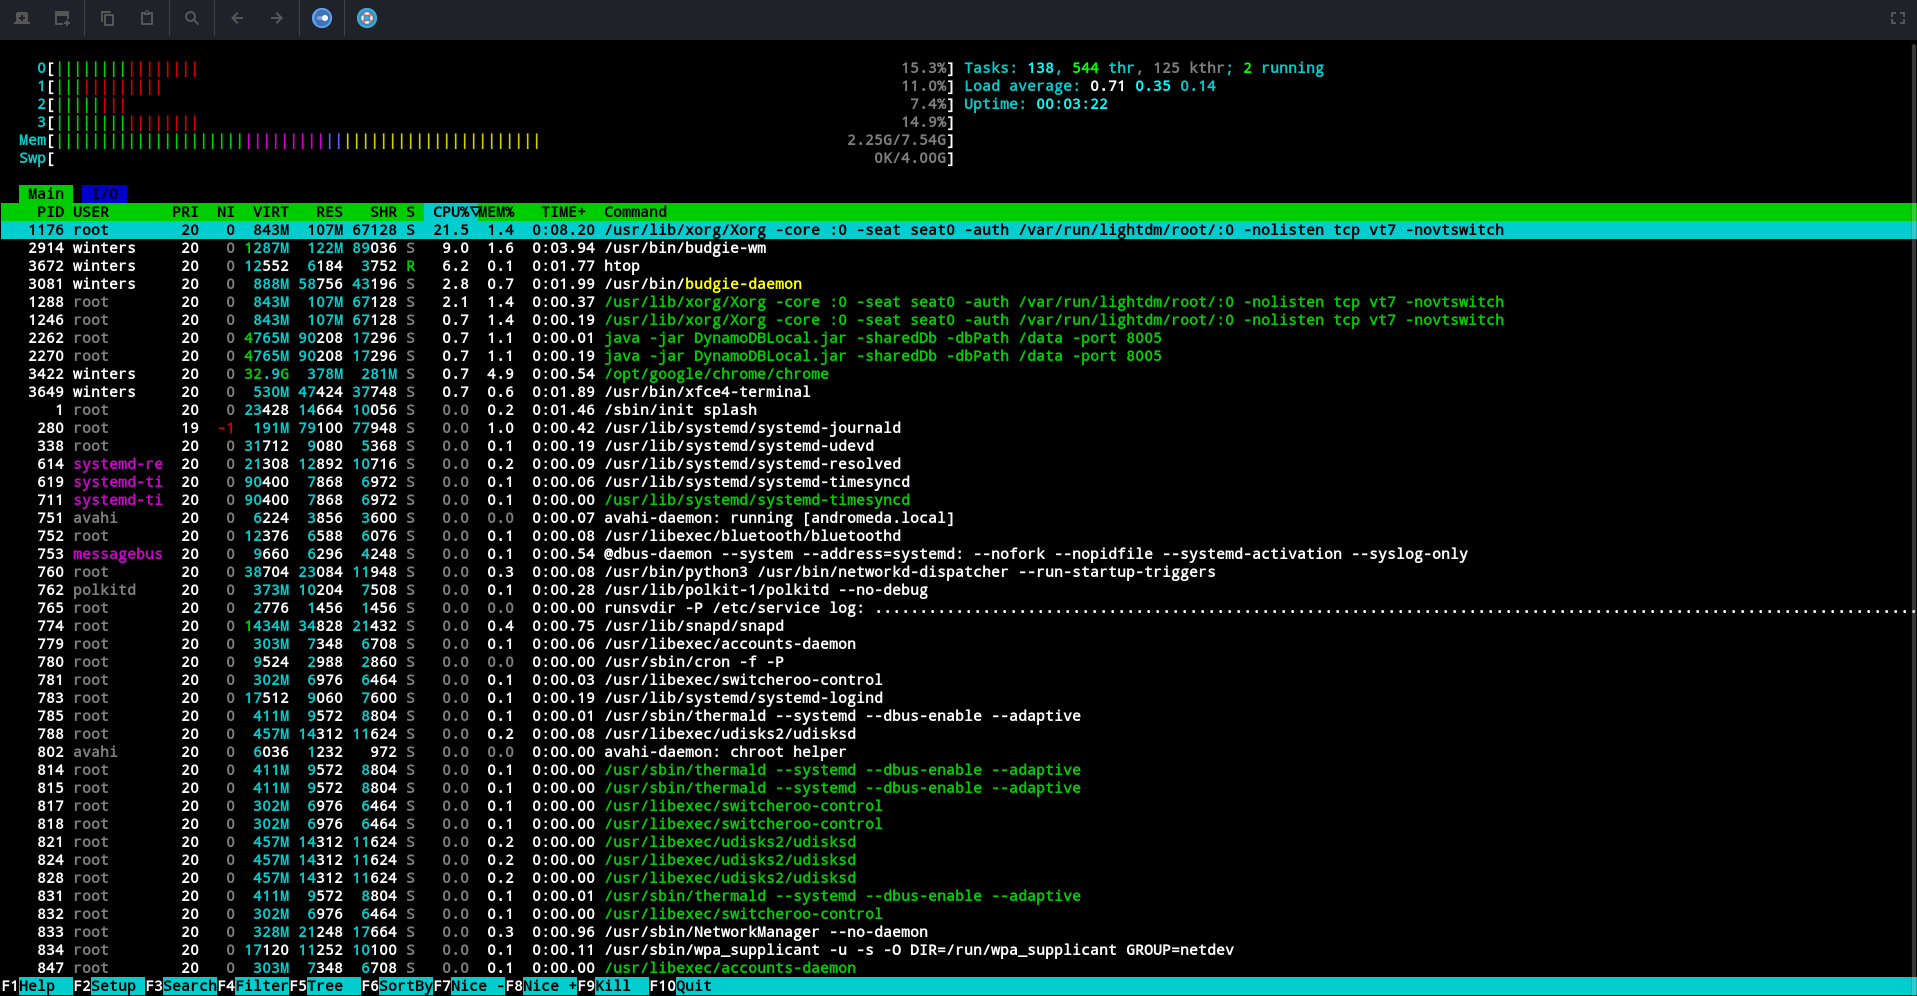 0[|||||||||||||||| 15.3%] Tasks: 138, 544 thr, 125 kthr; 2 running
1[|||||||||||| 11.0%] Load average: 0.71 0.35 0.14
2[|||||||| 7.4%] Uptime: 00:03:22
3[|||||||||||||||| 14.9%]
Mem[|||||||||||||||||||||||||||||||||||||||||||||||||||||| 2.25G/7.54G]
Swp[ 0K/4.00G]
Main I/O
PID USER PRI NI VIRT RES SHR S CPU%▽MEM% TIME+ Command
1176 root 20 0 843M 107M 67128 S 21.5 1.4 0:08.20 /usr/lib/xorg/Xorg -core :0 -seat seat0 -auth /var/run/lightdm/root/:0 -nolisten tcp vt7 -novtswitch
2914 winters 20 0 1287M 122M 89036 S 9.0 1.6 0:03.94 /usr/bin/budgie-wm
3672 winters 20 0 12552 6184 3752 R 6.2 0.1 0:01.77 htop
3081 winters 20 0 888M 58756 43196 S 2.8 0.7 0:01.99 /usr/bin/budgie-daemon
1288 root 20 0 843M 107M 67128 S 2.1 1.4 0:00.37 /usr/lib/xorg/Xorg -core :0 -seat seat0 -auth /var/run/lightdm/root/:0 -nolisten tcp vt7 -novtswitch
1246 root 20 0 843M 107M 67128 S 0.7 1.4 0:00.19 /usr/lib/xorg/Xorg -core :0 -seat seat0 -auth /var/run/lightdm/root/:0 -nolisten tcp vt7 -novtswitch
2262 root 20 0 4765M 90208 17296 S 0.7 1.1 0:00.01 java -jar DynamoDBLocal.jar -sharedDb -dbPath /data -port 8005
2270 root 20 0 4765M 90208 17296 S 0.7 1.1 0:00.19 java -jar DynamoDBLocal.jar -sharedDb -dbPath /data -port 8005
3422 winters 20 0 32.9G 378M 281M S 0.7 4.9 0:00.54 /opt/google/chrome/chrome
3649 winters 20 0 530M 47424 37748 S 0.7 0.6 0:01.89 /usr/bin/xfce4-terminal
1 root 20 0 23428 14664 10056 S 0.0 0.2 0:01.46 /sbin/init splash
280 root 19 -1 191M 79100 77948 S 0.0 1.0 0:00.42 /usr/lib/systemd/systemd-journald
338 root 20 0 31712 9080 5368 S 0.0 0.1 0:00.19 /usr/lib/systemd/systemd-udevd
614 systemd-re 20 0 21308 12892 10716 S 0.0 0.2 0:00.09 /usr/lib/systemd/systemd-resolved
619 systemd-ti 20 0 90400 7868 6972 S 0.0 0.1 0:00.06 /usr/lib/systemd/systemd-timesyncd
711 systemd-ti 20 0 90400 7868 6972 S 0.0 0.1 0:00.00 /usr/lib/systemd/systemd-timesyncd
751 avahi 20 0 6224 3856 3600 S 0.0 0.0 0:00.07 avahi-daemon: running [andromeda.local]
752 root 20 0 12376 6588 6076 S 0.0 0.1 0:00.08 /usr/libexec/bluetooth/bluetoothd
753 messagebus 20 0 9660 6296 4248 S 0.0 0.1 0:00.54 @dbus-daemon --system --address=systemd: --nofork --nopidfile --systemd-activation --syslog-only
760 root 20 0 38704 23084 11948 S 0.0 0.3 0:00.08 /usr/bin/python3 /usr/bin/networkd-dispatcher --run-startup-triggers
762 polkitd 20 0 373M 10204 7508 S 0.0 0.1 0:00.28 /usr/lib/polkit-1/polkitd --no-debug
765 root 20 0 2776 1456 1456 S 0.0 0.0 0:00.00 runsvdir -P /etc/service log: ....................................................................................................................
774 root 20 0 1434M 34828 21432 S 0.0 0.4 0:00.75 /usr/lib/snapd/snapd
779 root 20 0 303M 7348 6708 S 0.0 0.1 0:00.06 /usr/libexec/accounts-daemon
780 root 20 0 9524 2988 2860 S 0.0 0.0 0:00.00 /usr/sbin/cron -f -P
781 root 20 0 302M 6976 6464 S 0.0 0.1 0:00.03 /usr/libexec/switcheroo-control
783 root 20 0 17512 9060 7600 S 0.0 0.1 0:00.19 /usr/lib/systemd/systemd-logind
785 root 20 0 411M 9572 8804 S 0.0 0.1 0:00.01 /usr/sbin/thermald --systemd --dbus-enable --adaptive
788 root 20 0 457M 14312 11624 S 0.0 0.2 0:00.08 /usr/libexec/udisks2/udisksd
802 avahi 20 0 6036 1232 972 S 0.0 0.0 0:00.00 avahi-daemon: chroot helper
814 root 20 0 411M 9572 8804 S 0.0 0.1 0:00.00 /usr/sbin/thermald --systemd --dbus-enable --adaptive
815 root 20 0 411M 9572 8804 S 0.0 0.1 0:00.00 /usr/sbin/thermald --systemd --dbus-enable --adaptive
817 root 20 0 302M 6976 6464 S 0.0 0.1 0:00.00 /usr/libexec/switcheroo-control
818 root 20 0 302M 6976 6464 S 0.0 0.1 0:00.00 /usr/libexec/switcheroo-control
821 root 20 0 457M 14312 11624 S 0.0 0.2 0:00.00 /usr/libexec/udisks2/udisksd
824 root 20 0 457M 14312 11624 S 0.0 0.2 0:00.00 /usr/libexec/udisks2/udisksd
828 root 20 0 457M 14312 11624 S 0.0 0.2 0:00.00 /usr/libexec/udisks2/udisksd
831 root 20 0 411M 9572 8804 S 0.0 0.1 0:00.01 /usr/sbin/thermald --systemd --dbus-enable --adaptive
832 root 20 0 302M 6976 6464 S 0.0 0.1 0:00.00 /usr/libexec/switcheroo-control
833 root 20 0 328M 21248 17664 S 0.0 0.3 0:00.96 /usr/sbin/NetworkManager --no-daemon
834 root 20 0 17120 11252 10100 S 0.0 0.1 0:00.11 /usr/sbin/wpa_supplicant -u -s -O DIR=/run/wpa_supplicant GROUP=netdev
847 root 20 0 303M 7348 6708 S 0.0 0.1 0:00.00 /usr/libexec/accounts-daemon
F1Help F2Setup F3SearchF4FilterF5Tree F6SortByF7Nice -F8Nice +F9Kill F10Quit